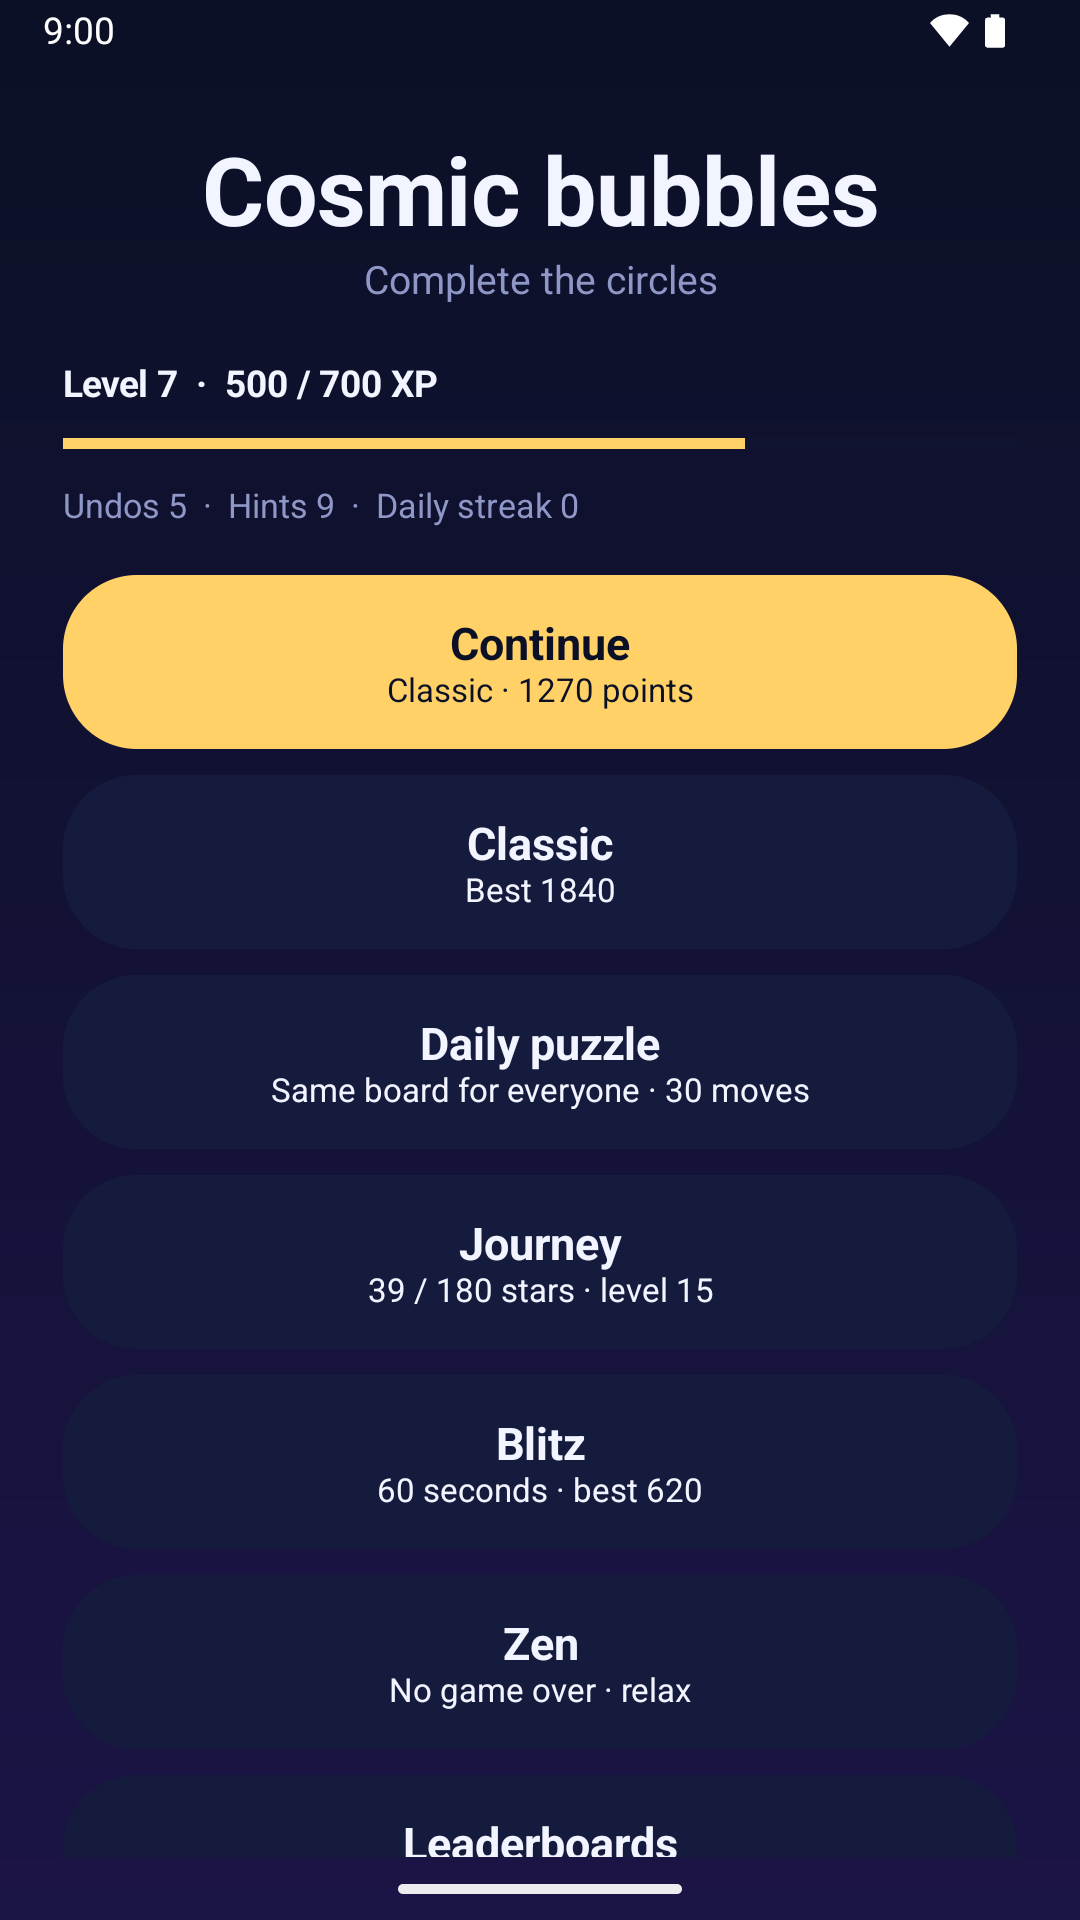 9:00
Cosmic bubbles
Complete the circles
Level 7 · 500 / 700 XP
Undos 5 · Hints 9 · Daily streak 0
Continue
Classic · 1270 points
Classic
Best 1840
Daily puzzle
Same board for everyone · 30 moves
Journey
39 / 180 stars · level 15
Blitz
60 seconds · best 620
Zen
No game over · relax
Leaderboards